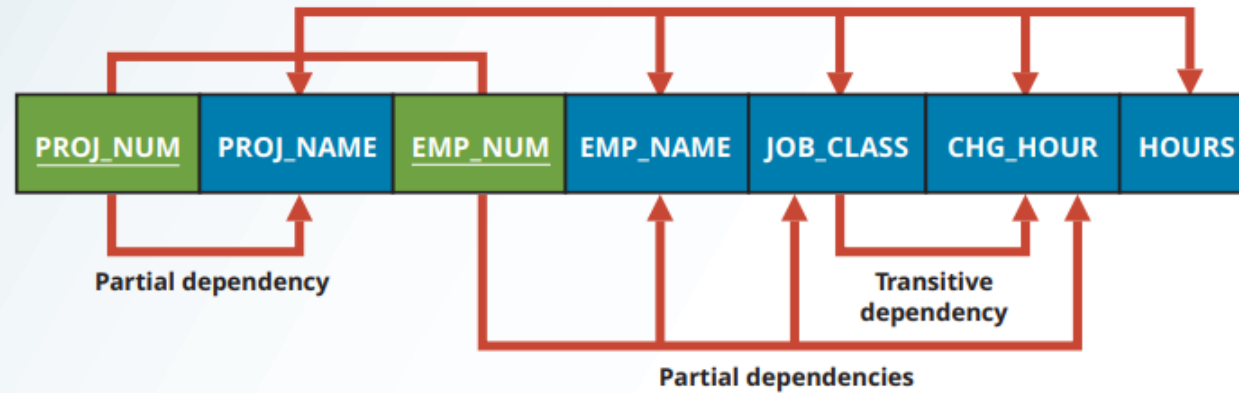 PROJ_NUM PROJ_NAME EMP_NUM EMP_NAME JOB_CLASS CHG_HOUR HOURS
Partial dependency
Transitive
dependency
Partial dependencies